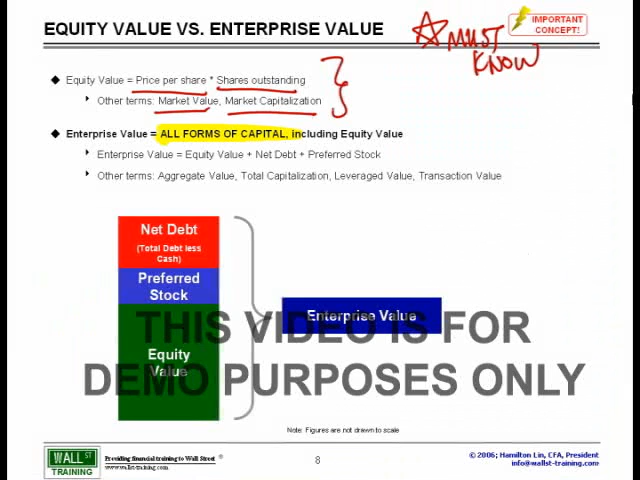 EQUITY VALUE VS. ENTERPRISE VALUE
IMPORTANT
CONCEPT!
MUST
KNOW
Equity Value = Price per share * Shares outstanding
Other terms: Market Value, Market Capitalization
Enterprise Value = ALL FORMS OF CAPITAL, including Equity Value
Enterprise Value = Equity Value + Net Debt + Preferred Stock
Other terms: Aggregate Value, Total Capitalization, Leveraged Value, Transaction Value
Net Debt
(Total Debt less
Cash)
Preferred
Stock
Enterprise Value
Equity
Value
THIS VIDEO IS FOR
DEMO PURPOSES ONLY
Note: Figures are not drawn to scale
WALL ST
TRAINING
Providing financial training to Wall Street ®
www.wallst-training.com
8
© 2006; Hamilton Lin, CFA, President
info@wallst-training.com